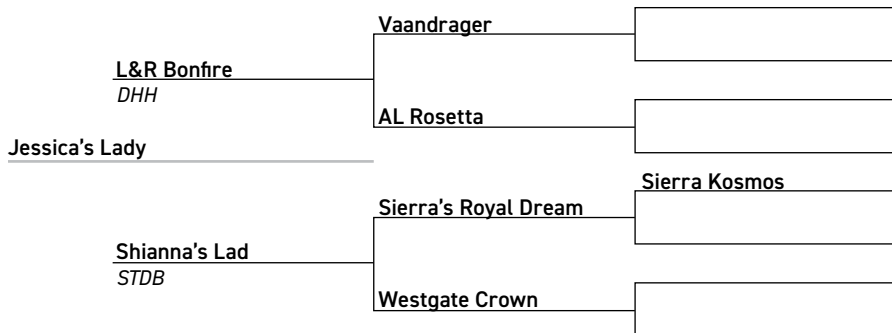 Vaandrager
L&R Bonfire
DHH
AL Rosetta
Jessica's Lady
Sierra Kosmos
Sierra's Royal Dream
Shianna's Lad
STDB
Westgate Crown